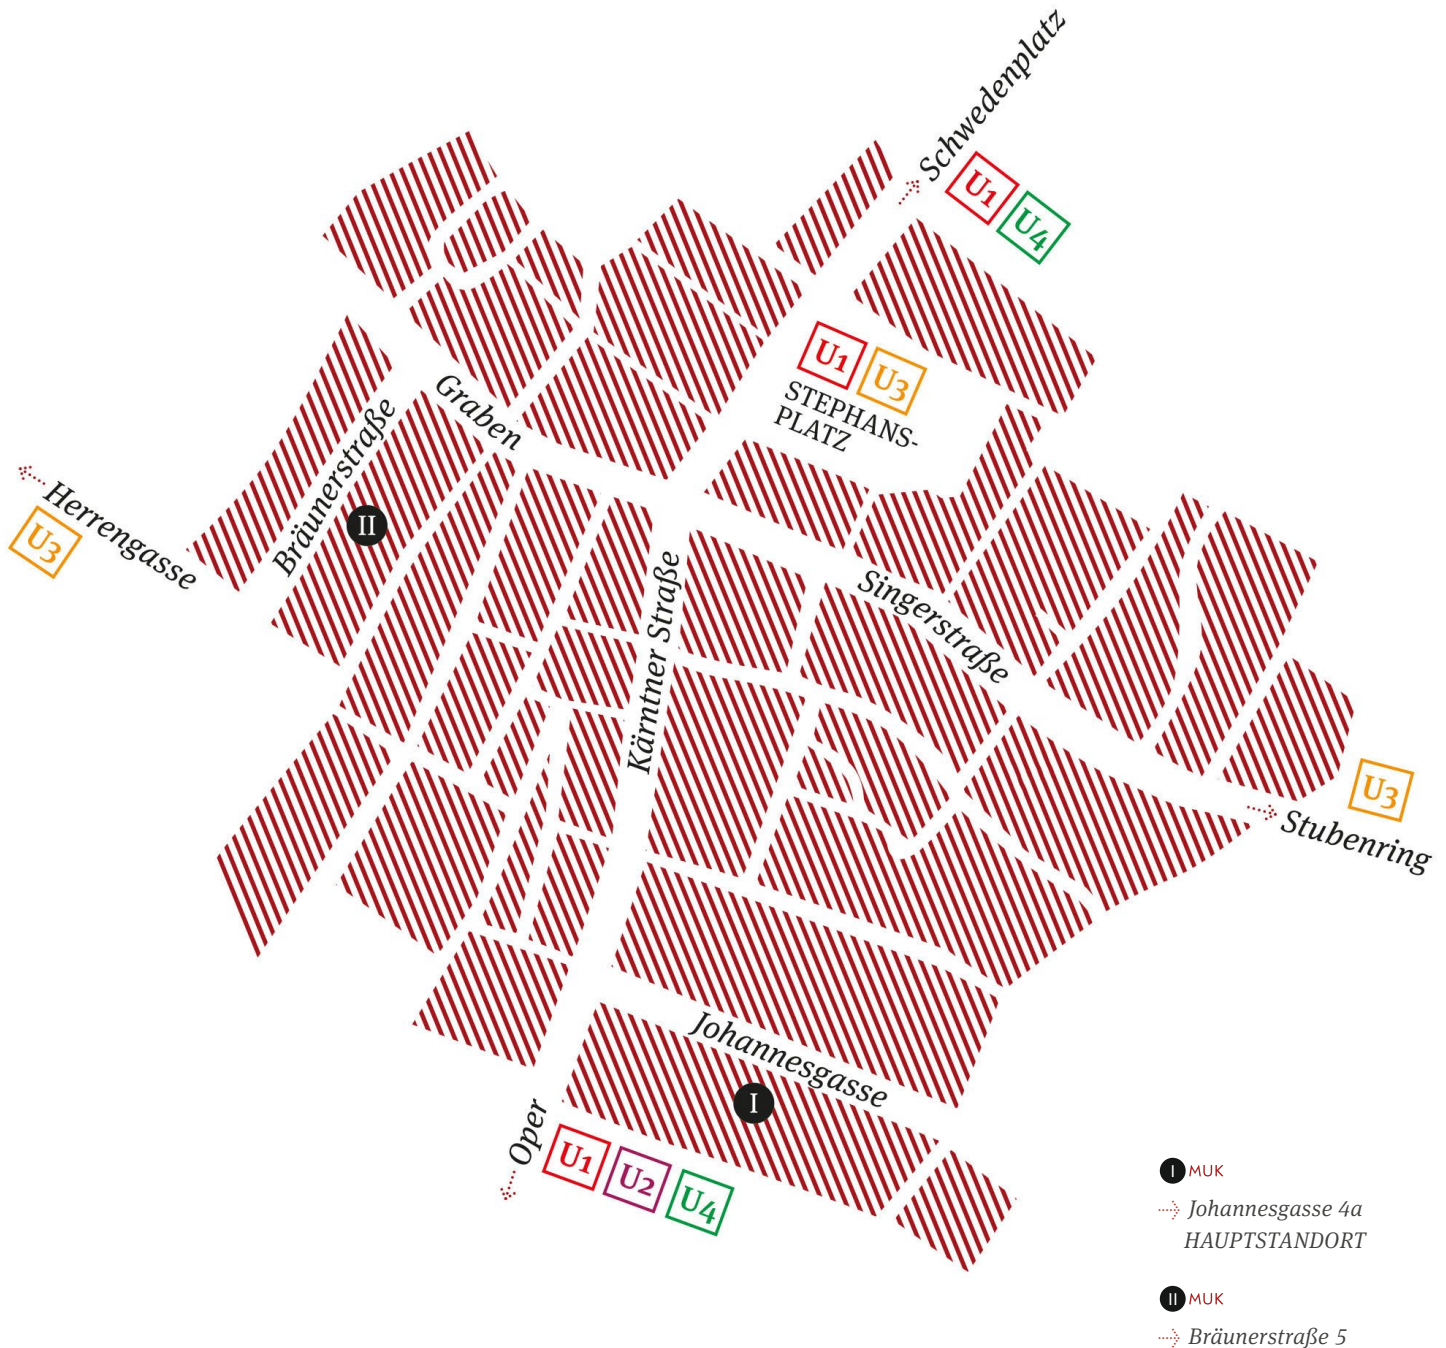 Schwedenplatz
U1
U4
U1
U3
STEPHANS-
PLATZ
Graben
Bräunerstraße
Herrengasse
U3
II
Singerstraße
Kärntner Straße
U3
Stubenring
Johannesgasse
I
Oper
U1
U2
U4
I MUK
Johannesgasse 4a
HAUPTSTANDORT
II MUK
Bräunerstraße 5